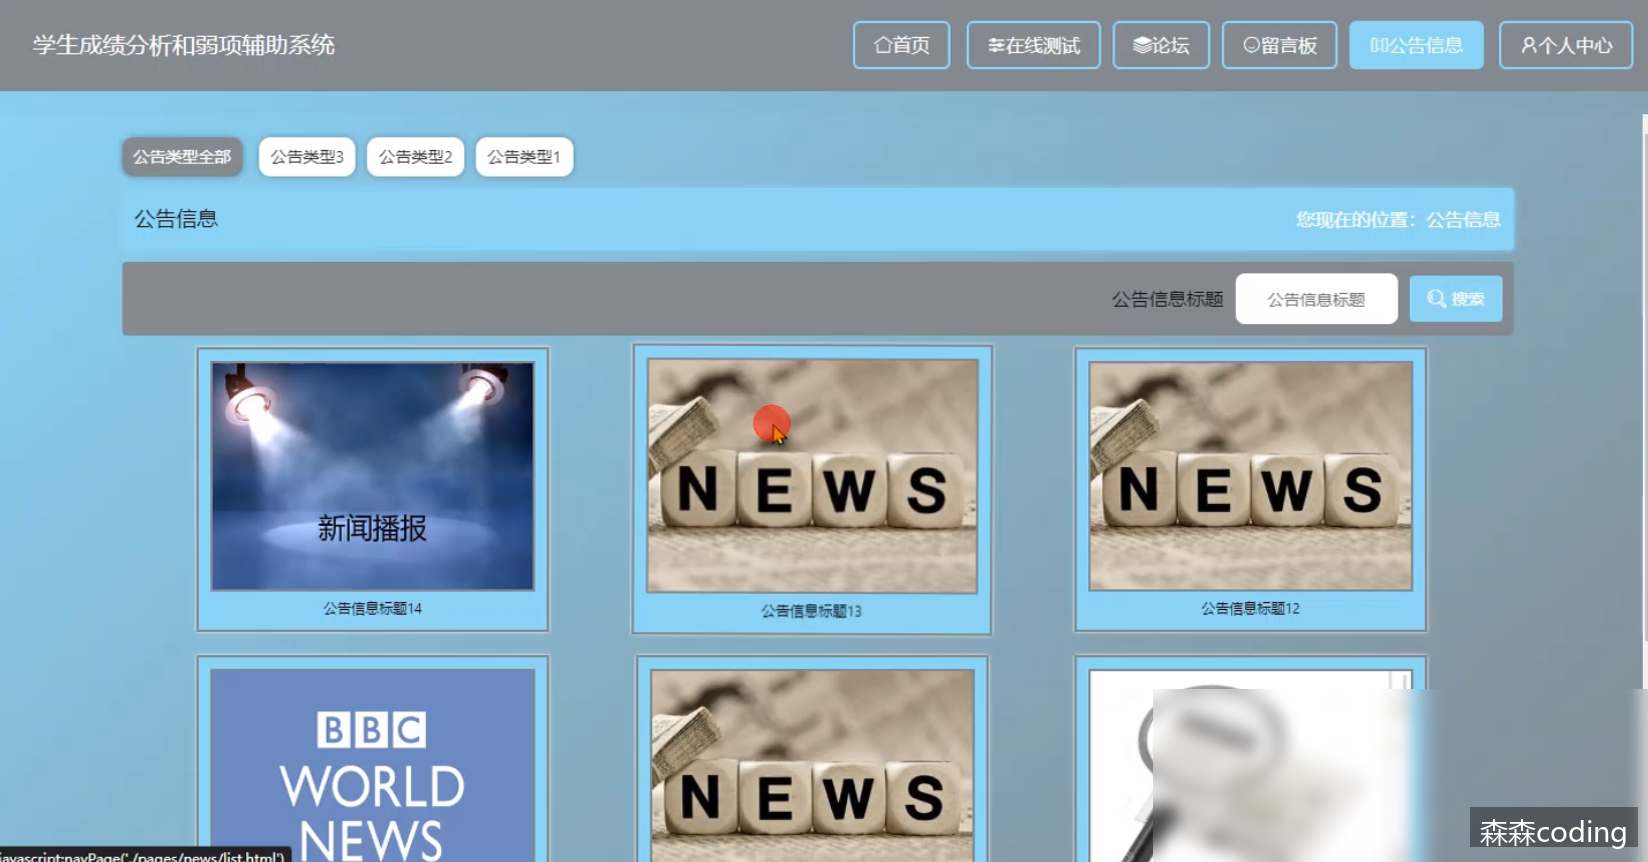 学生成绩分析和弱项辅助系统
首页
在线测试
论坛
留言板
公告信息
个人中心
公告类型全部
公告类型3
公告类型2
公告类型1
公告信息
您现在的位置：公告信息
公告信息标题
公告信息标题
搜索
新闻播报
NEWS
NEWS
公告信息标题14
公告信息标题13
公告信息标题12
BBC
WORLD
NEWS
NEWS
javascript:navPage('./pages/news/list.html')
森森coding